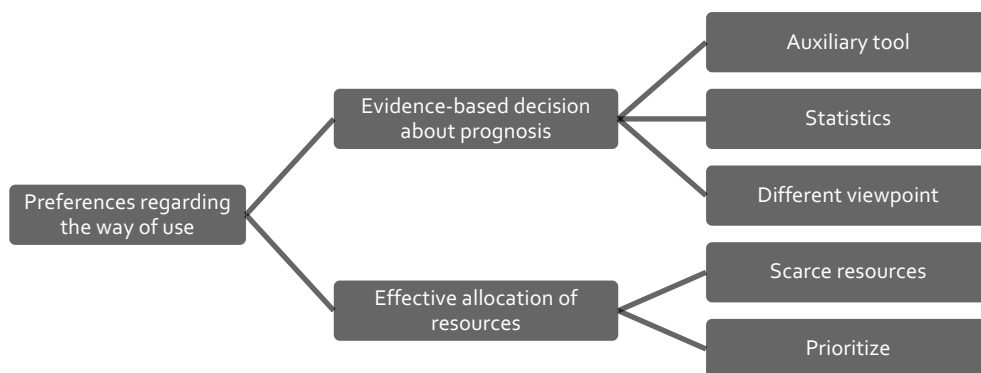 Auxiliary tool
Evidence-based decision
about prognosis
Statistics
Different viewpoint
Preferences regarding
the way of use
Scarce resources
Effective allocation of
resources
Prioritize